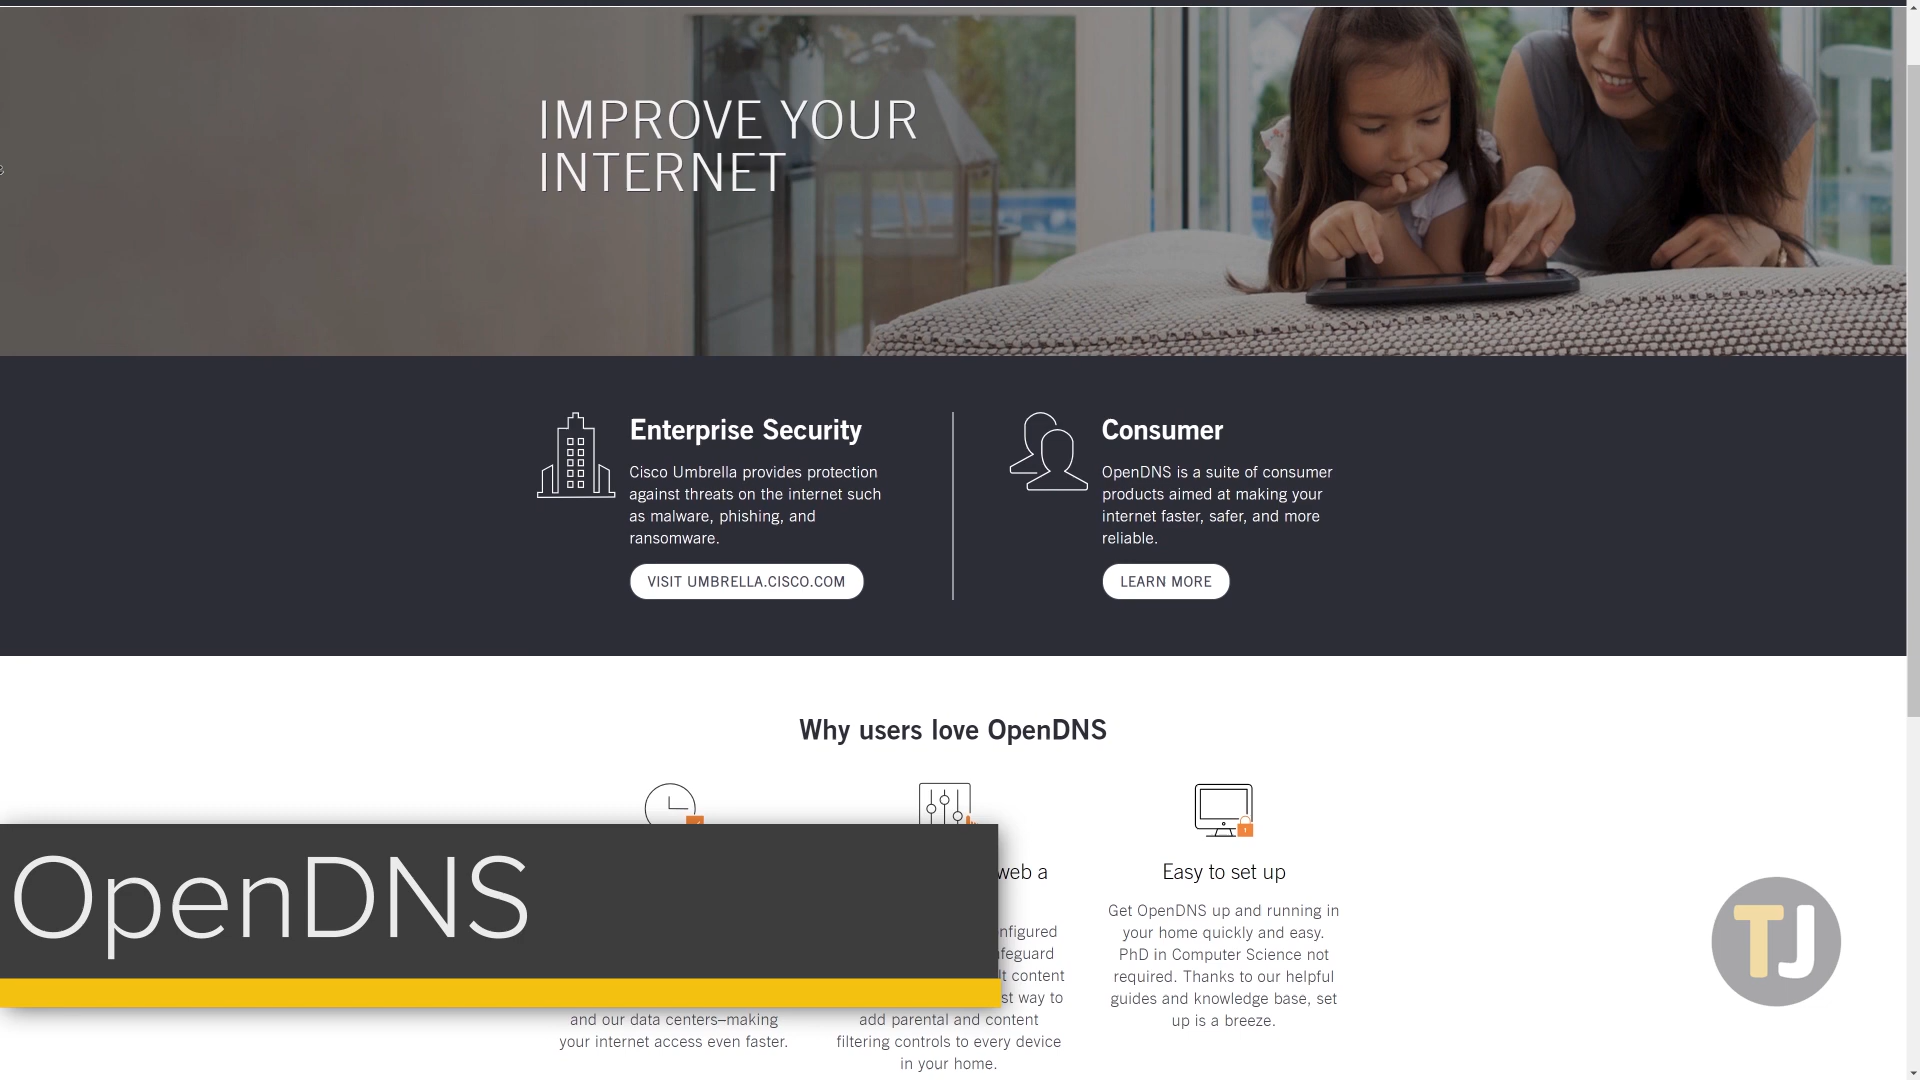 IMPROVE YOUR
INTERNET
Enterprise Security
Cisco Umbrella provides protection
against threats on the internet such
as malware, phishing, and
ransomware.
VISIT UMBRELLA.CISCO.COM
Consumer
OpenDNS is a suite of consumer
products aimed at making your
internet faster, safer, and more
reliable.
LEARN MORE
Why users love OpenDNS
OpenDNS
and our data centers–making
your internet access even faster.
web a
content
way to
add parental and content
filtering controls to every device
in your home.
Easy to set up
Get OpenDNS up and running in
your home quickly and easy.
PhD in Computer Science not
required. Thanks to our helpful
guides and knowledge base, set
up is a breeze.
TJ